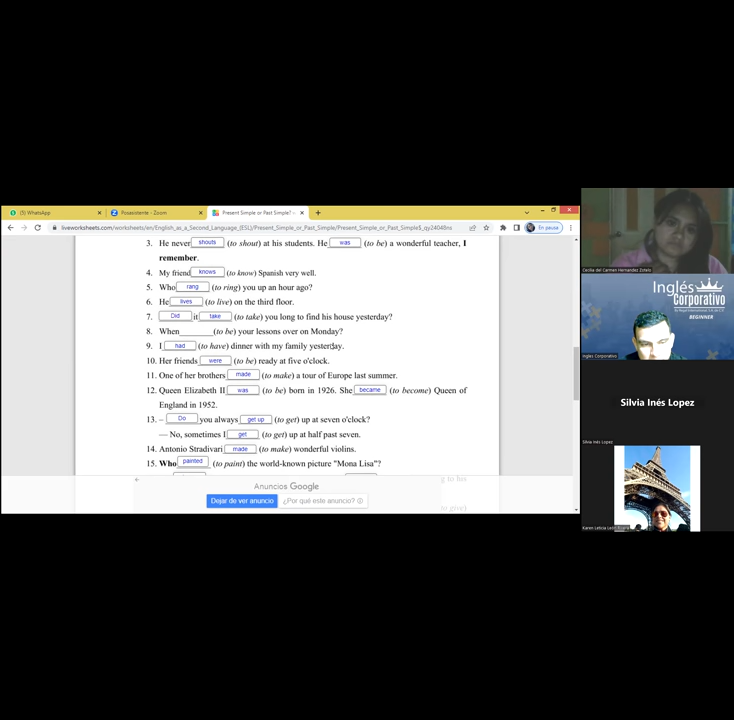 (5) WhatsApp
Posasistente - Zoom
Present Simple or Past Simple? -
liveworksheets.com/worksheets/en/English_as_a_Second_Language_(ESL)/Present_Simple_or_Past_Simple/Present_Simple_or_Past_Simple$_qy24048ns
En pausa
3. He never shouts (to shout) at his students. He was (to be) a wonderful teacher, I
remember.
4. My friend knows (to know) Spanish very well.
5. Who rang (to ring) you up an hour ago?
6. He lives (to live) on the third floor.
7. Did it take (to take) you long to find his house yesterday?
8. When________(to be) your lessons over on Monday?
9. I had (to have) dinner with my family yesterday.
10. Her friends were (to be) ready at five o'clock.
11. One of her brothers made (to make) a tour of Europe last summer.
12. Queen Elizabeth II was (to be) born in 1926. She became (to become) Queen of
England in 1952.
13. – Do you always get up (to get) up at seven o'clock?
— No, sometimes I get (to get) up at half past seven.
14. Antonio Stradivari made (to make) wonderful violins.
15. Who painted (to paint) the world-known picture "Mona Lisa"?
Anuncios Google
Dejar de ver anuncio
¿Por qué este anuncio?
to give)
Cecilia del Carmen Hernandez Zotelo
Inglés
Corporativo
BEGINNER
Ingles Corporativo
Silvia Inés Lopez
Silvia Inés Lopez
Karen Leticia León